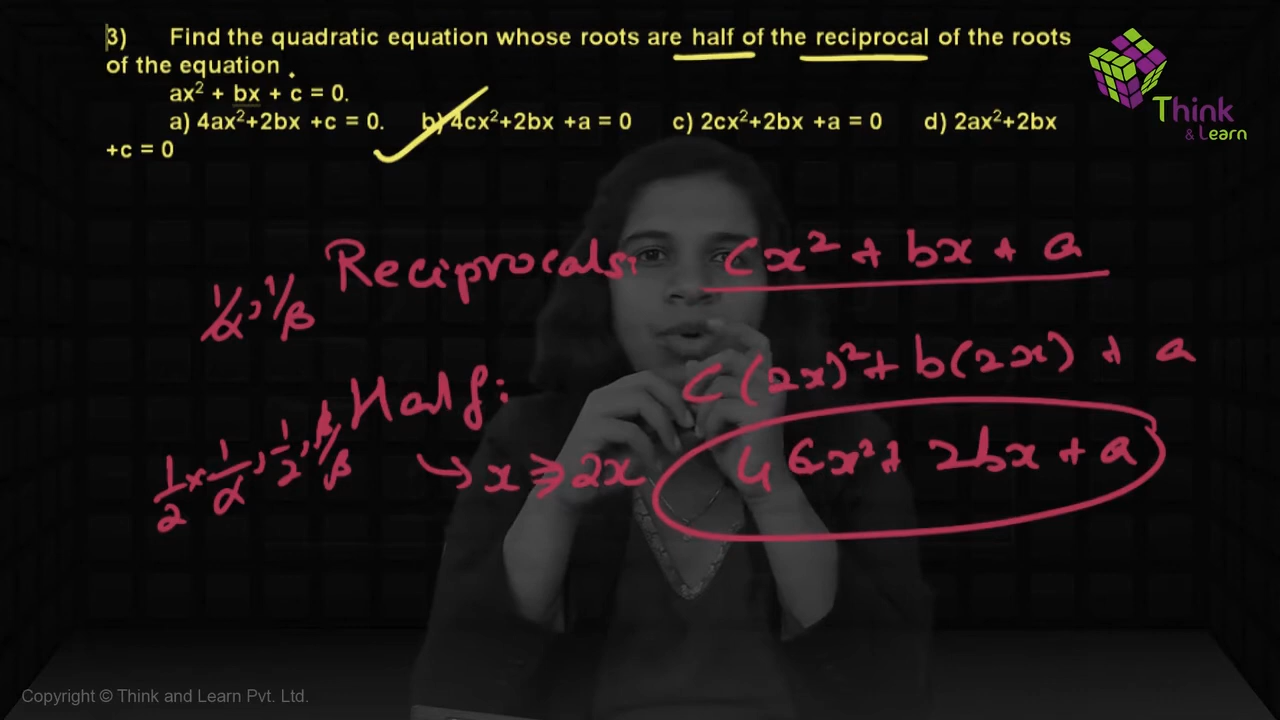 3) Find the quadratic equation whose roots are half of the reciprocal of the roots
of the equation
ax² + bx + c = 0.
a) 4ax²+2bx +c = 0. b) 4cx²+2bx +a = 0 c) 2cx²+2bx +a = 0 d) 2ax²+2bx
+c = 0
Think
& Learn
Reciprocals: cx² + bx + a
1/α, 1/β
c(2x)² + b(2x) + a
Half:
1/2 × 1/α, 1/2, 1/β → x ⇒ 2x 4cx² + 2bx + a
Copyright © Think and Learn Pvt. Ltd.